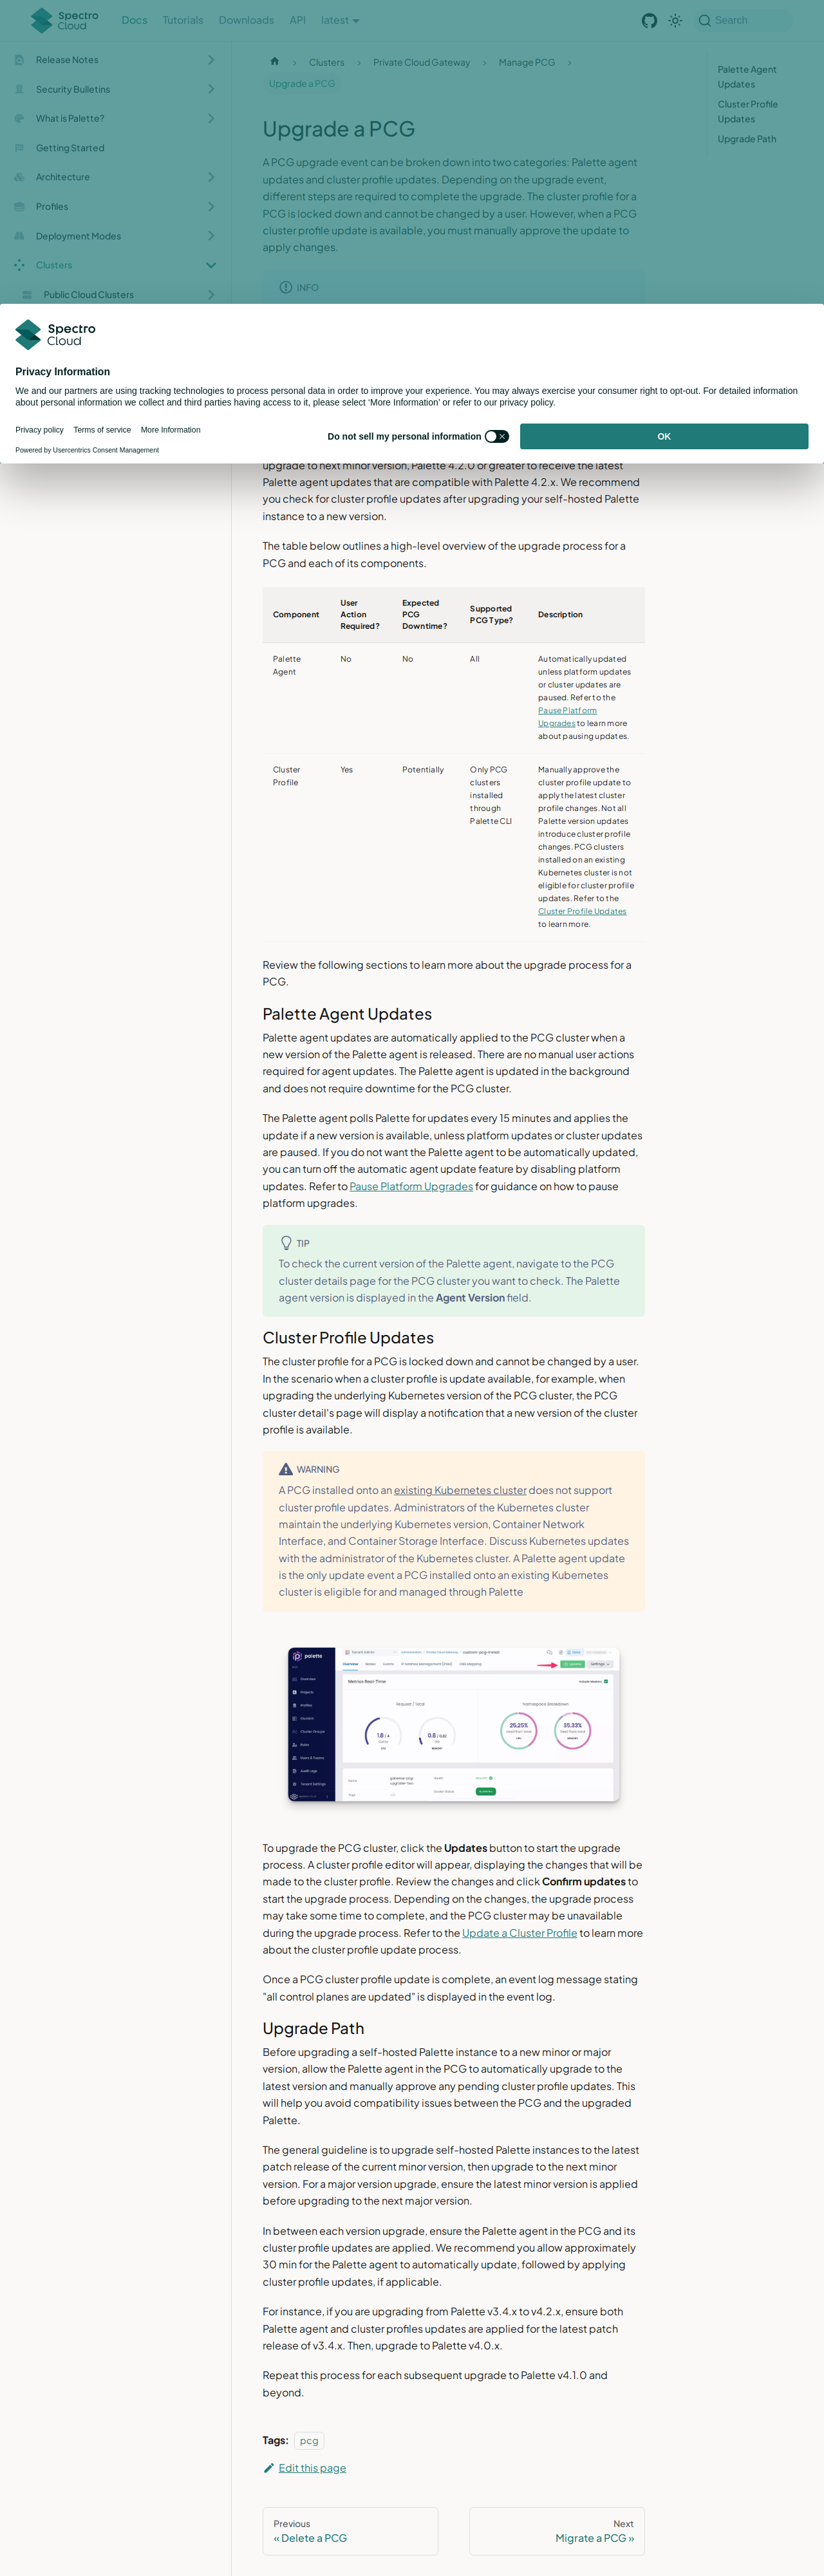 Spectro Cloud
Docs
Tutorials
Downloads
API
latest
Search
Release Notes
Security Bulletins
What is Palette?
Getting Started
Architecture
Profiles
Deployment Modes
Clusters
Public Cloud Clusters
Clusters
Private Cloud Gateway
Manage PCG
Upgrade a PCG
Palette Agent
Updates
Cluster Profile
Updates
Upgrade Path
Upgrade a PCG
A PCG upgrade event can be broken down into two categories: Palette agent
updates and cluster profile updates. Depending on the upgrade event,
different steps are required to complete the upgrade. The cluster profile for a
PCG is locked down and cannot be changed by a user. However, when a PCG
cluster profile update is available, you must manually approve the update to
apply changes.
INFO
Spectro
Cloud
Privacy Information
We and our partners are using tracking technologies to process personal data in order to improve your experience. You may always exercise your consumer right to opt-out. For detailed information
about personal information we collect and third parties having access to it, please select ‘More Information’ or refer to our privacy policy.
Privacy policy
Terms of service
More Information
Powered by Usercentrics Consent Management
Do not sell my personal information
OK
upgrade to next minor version, Palette 4.2.0 or greater to receive the latest
Palette agent updates that are compatible with Palette 4.2.x. We recommend
you check for cluster profile updates after upgrading your self-hosted Palette
instance to a new version.
The table below outlines a high-level overview of the upgrade process for a
PCG and each of its components.
Component
User Action Required?
Expected PCG Downtime?
Supported PCG Type?
Description
Palette Agent
No
No
All
Automatically updated
unless platform updates
or cluster updates are
paused. Refer to the
Pause Platform
Upgrades to learn more
about pausing updates.
Cluster Profile
Yes
Potentially
Only PCG
clusters
installed
through
Palette CLI
Manually approve the
cluster profile update to
apply the latest cluster
profile changes. Not all
Palette version updates
introduce cluster profile
changes. PCG clusters
installed on an existing
Kubernetes cluster is not
eligible for cluster profile
updates. Refer to the
Cluster Profile Updates
to learn more.
Review the following sections to learn more about the upgrade process for a
PCG.
Palette Agent Updates
Palette agent updates are automatically applied to the PCG cluster when a
new version of the Palette agent is released. There are no manual user actions
required for agent updates. The Palette agent is updated in the background
and does not require downtime for the PCG cluster.
The Palette agent polls Palette for updates every 15 minutes and applies the
update if a new version is available, unless platform updates or cluster updates
are paused. If you do not want the Palette agent to be automatically updated,
you can turn off the automatic agent update feature by disabling platform
updates. Refer to Pause Platform Upgrades for guidance on how to pause
platform upgrades.
TIP
To check the current version of the Palette agent, navigate to the PCG
cluster details page for the PCG cluster you want to check. The Palette
agent version is displayed in the Agent Version field.
Cluster Profile Updates
The cluster profile for a PCG is locked down and cannot be changed by a user.
In the scenario when a cluster profile is update available, for example, when
upgrading the underlying Kubernetes version of the PCG cluster, the PCG
cluster detail's page will display a notification that a new version of the cluster
profile is available.
WARNING
A PCG installed onto an existing Kubernetes cluster does not support
cluster profile updates. Administrators of the Kubernetes cluster
maintain the underlying Kubernetes version, Container Network
Interface, and Container Storage Interface. Discuss Kubernetes updates
with the administrator of the Kubernetes cluster. A Palette agent update
is the only update event a PCG installed onto an existing Kubernetes
cluster is eligible for and managed through Palette
palette
Overview
Settings
Metrics Real-Time
Request / Total
Namespace Breakdown
1.8
0.8
25.25%
35.33%
To upgrade the PCG cluster, click the Updates button to start the upgrade
process. A cluster profile editor will appear, displaying the changes that will be
made to the cluster profile. Review the changes and click Confirm updates to
start the upgrade process. Depending on the changes, the upgrade process
may take some time to complete, and the PCG cluster may be unavailable
during the upgrade process. Refer to the Update a Cluster Profile to learn more
about the cluster profile update process.
Once a PCG cluster profile update is complete, an event log message stating
"all control planes are updated" is displayed in the event log.
Upgrade Path
Before upgrading a self-hosted Palette instance to a new minor or major
version, allow the Palette agent in the PCG to automatically upgrade to the
latest version and manually approve any pending cluster profile updates. This
will help you avoid compatibility issues between the PCG and the upgraded
Palette.
The general guideline is to upgrade self-hosted Palette instances to the latest
patch release of the current minor version, then upgrade to the next minor
version. For a major version upgrade, ensure the latest minor version is applied
before upgrading to the next major version.
In between each version upgrade, ensure the Palette agent in the PCG and its
cluster profile updates are applied. We recommend you allow approximately
30 min for the Palette agent to automatically update, followed by applying
cluster profile updates, if applicable.
For instance, if you are upgrading from Palette v3.4.x to v4.2.x, ensure both
Palette agent and cluster profiles updates are applied for the latest patch
release of v3.4.x. Then, upgrade to Palette v4.0.x.
Repeat this process for each subsequent upgrade to Palette v4.1.0 and
beyond.
Tags: pcg
Edit this page
Previous
« Delete a PCG
Next
Migrate a PCG »